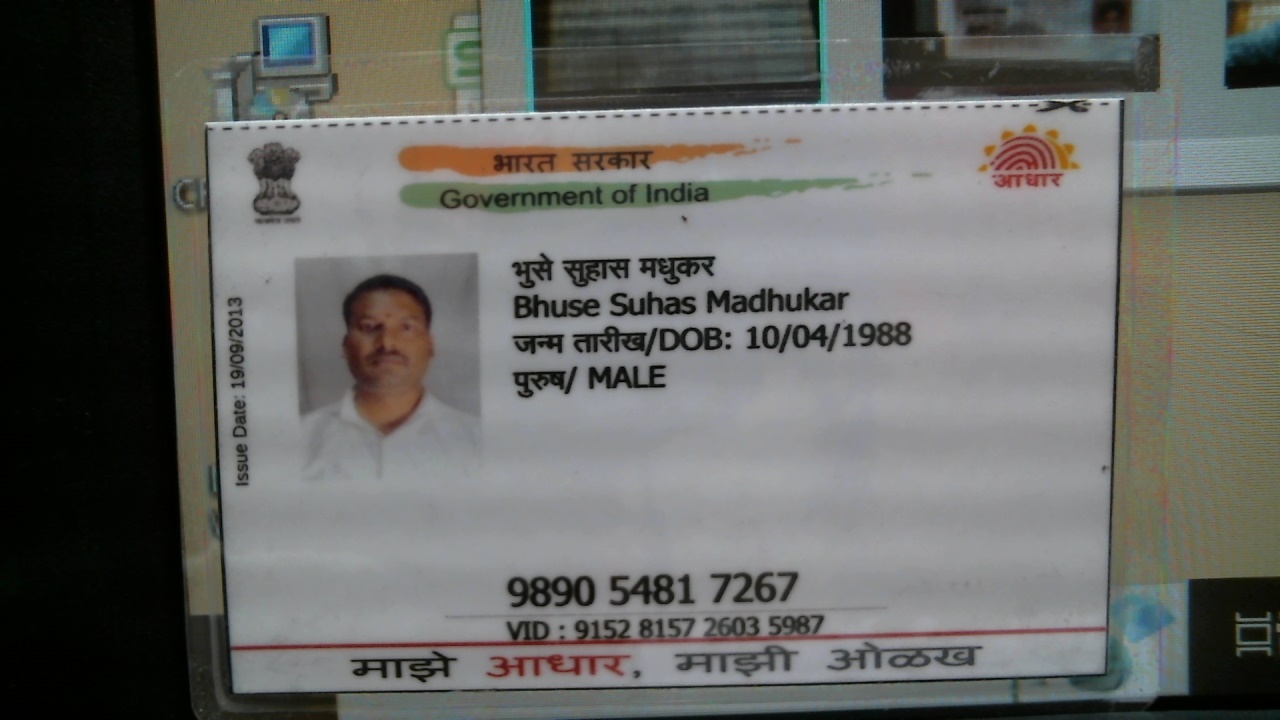 भारत सरकार
Government of India
आधार
भुसे सुहास मधुकर
Bhuse Suhas Madhukar
जन्म तारीख/DOB: 10/04/1988
पुरुष/ MALE
Issue Date: 19/09/2013
9890 5481 7267
VID : 9152 8157 2603 5987
माझे आधार, माझी ओळख